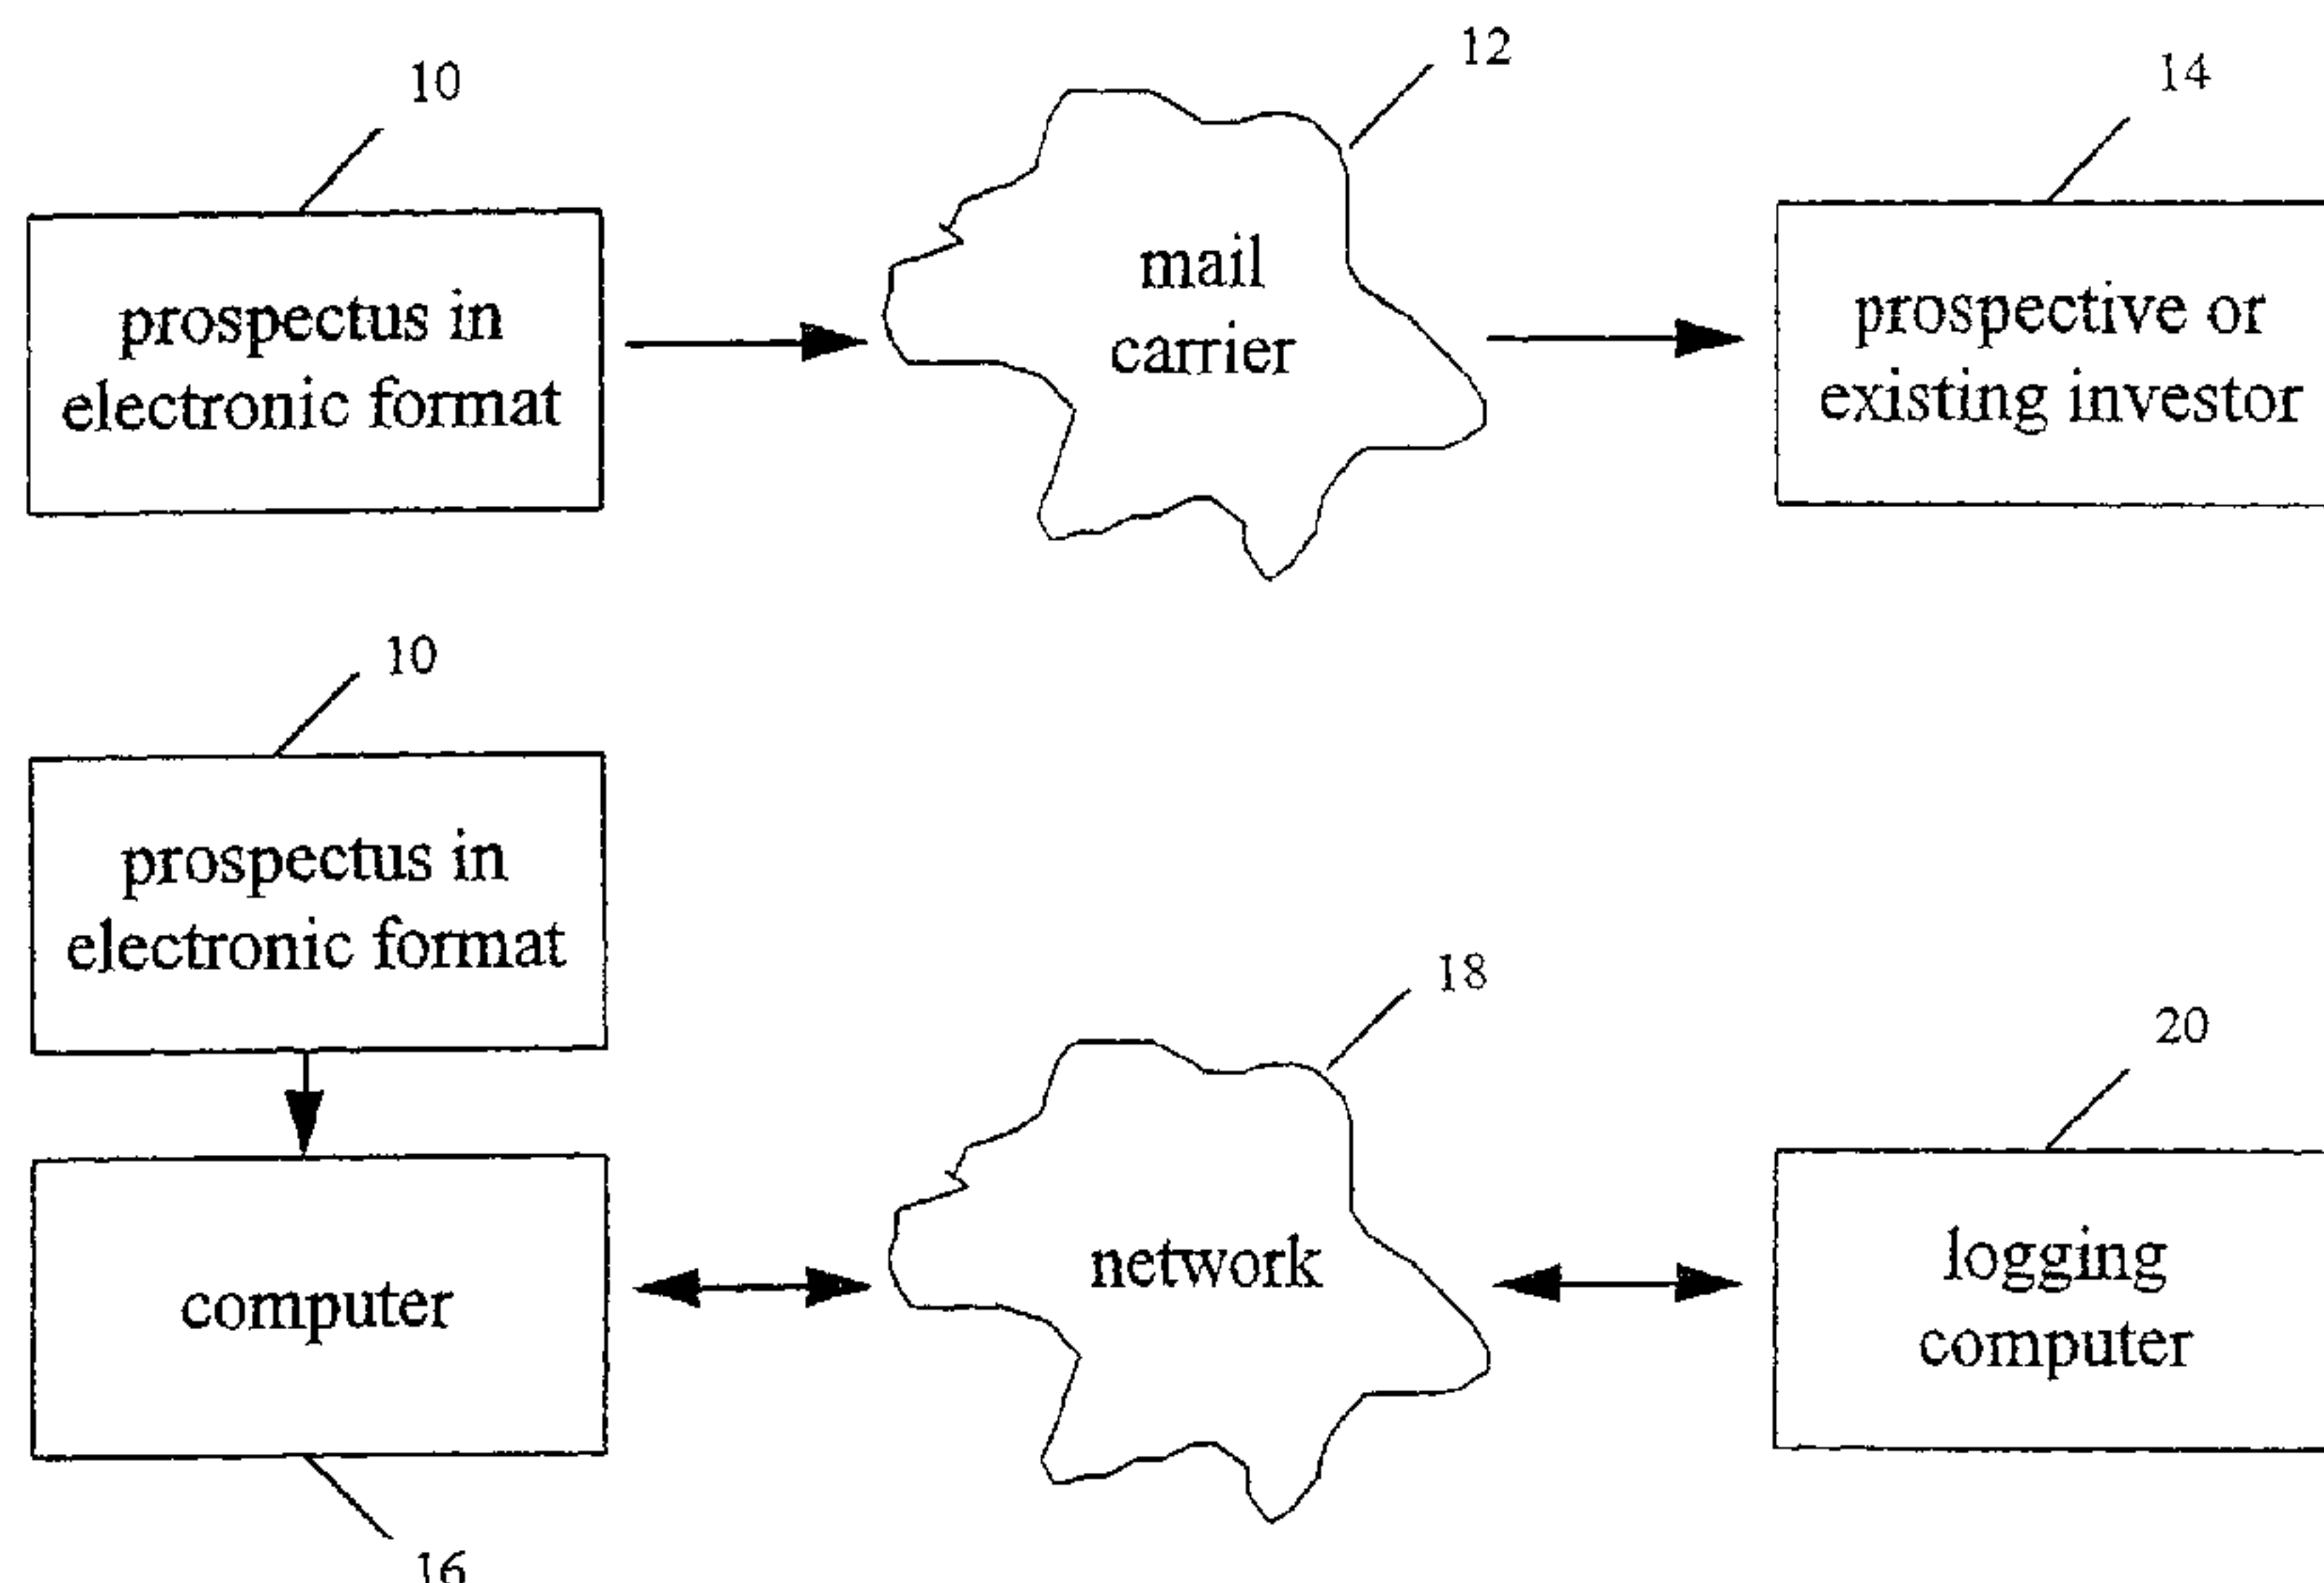 10
12
14
prospectus in
electronic format
mail
carrier
prospective or
existing investor
10
prospectus in
electronic format
18
20
computer
network
logging
computer
16